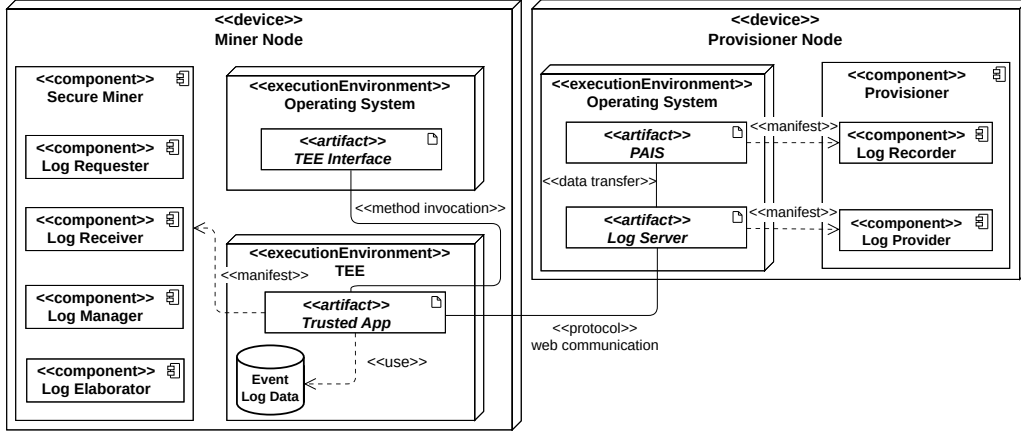 <<device>>
Miner Node
<<component>>
Secure Miner
<<component>>
Log Requester
<<component>>
Log Receiver
<<component>>
Log Manager
<<component>>
Log Elaborator
<<executionEnvironment>>
Operating System
<<artifact>>
TEE Interface
<<method invocation>>
<<executionEnvironment>>
TEE
<<manifest>>
<<artifact>>
Trusted App
<<use>>
Event
Log Data
<<device>>
Provisioner Node
<<executionEnvironment>>
Operating System
<<artifact>>
PAIS
<<data transfer>>
<<artifact>>
Log Server
<<manifest>>
<<manifest>>
<<component>>
Provisioner
<<component>>
Log Recorder
<<component>>
Log Provider
<<protocol>>
web communication